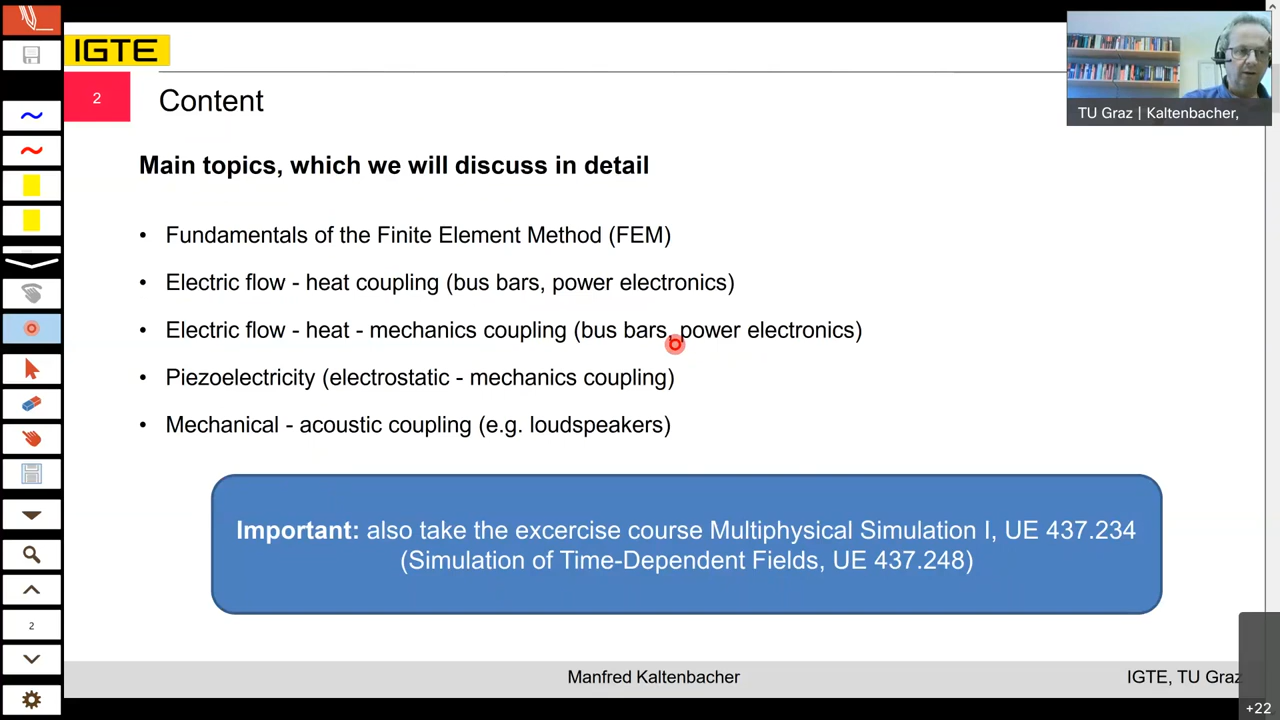 IGTE
2
Content
TU Graz | Kaltenbacher,
Main topics, which we will discuss in detail
• Fundamentals of the Finite Element Method (FEM)
• Electric flow - heat coupling (bus bars, power electronics)
• Electric flow - heat - mechanics coupling (bus bars, power electronics)
• Piezoelectricity (electrostatic - mechanics coupling)
• Mechanical - acoustic coupling (e.g. loudspeakers)
Important: also take the excercise course Multiphysical Simulation I, UE 437.234
(Simulation of Time-Dependent Fields, UE 437.248)
2
Manfred Kaltenbacher
IGTE, TU Graz
+22